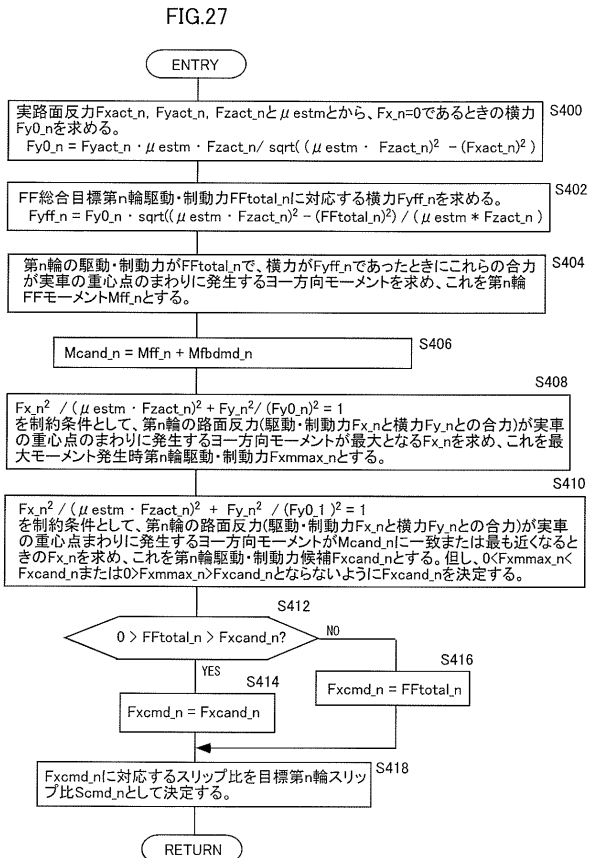 FIG.27
ENTRY
S400
実路面反力Fxact_n, Fyact_n, Fzact_nとμestmとから、Fx_n=0であるときの横力
Fy0_nを求める。
Fy0_n = Fyact_n · μestm · Fzact_n/ sqrt( (μestm · Fzact_n)² −(Fxact_n)² )
S402
FF総合目標第n輪駆動・制動力FFtotal_nに対応する横力Fyff_nを求める。
Fyff_n = Fy0_n · sqrt((μestm · Fzact_n)² − (FFtotal_n)²) / (μestm * Fzact_n )
S404
第n輪の駆動・制動力がFFtotal_nで、横力がFyff_nであったときにこれらの合力
が実車の重心点のまわりに発生するヨー方向モーメントを求め、これを第n輪
FFモーメントMff_nとする。
S406
Mcand_n = Mff_n + Mfbdmd_n
S408
Fx_n² /(μestm · Fzact_n)² + Fy_n²/ (Fy0_n)² = 1
を制約条件として、第n輪の路面反力(駆動・制動力Fx_nと横力Fy_nとの合力)が実車
の重心点のまわりに発生するヨー方向モーメントが最大となるFx_nを求め、これを最
大モーメント発生時第n輪駆動・制動力Fxmmax_nとする。
S410
Fx_n² / (μestm · Fzact_n)² + Fy_n² / (Fy0_1 )² = 1
を制約条件として、第n輪の路面反力(駆動・制動力Fx_nと横力Fy_nとの合力)が実車
の重心点まわりに発生するヨー方向モーメントがMcand_nに一致または最も近くなると
きのFx_nを求め、これを第n輪駆動・制動力候補Fxcand_nとする。但し、0<Fxmmax_n<
Fxcand_nまたは0>Fxmmax_n>Fxcand_nとならないようにFxcand_nを決定する。
S412
0 > FFtotal_n > Fxcand_n?
NO
YES
S414
Fxcmd_n = Fxcand_n
S416
Fxcmd_n = FFtotal_n
S418
Fxcmd_nに対応するスリップ比を目標第n輪スリッ
プ比Scmd_nとして決定する。
RETURN